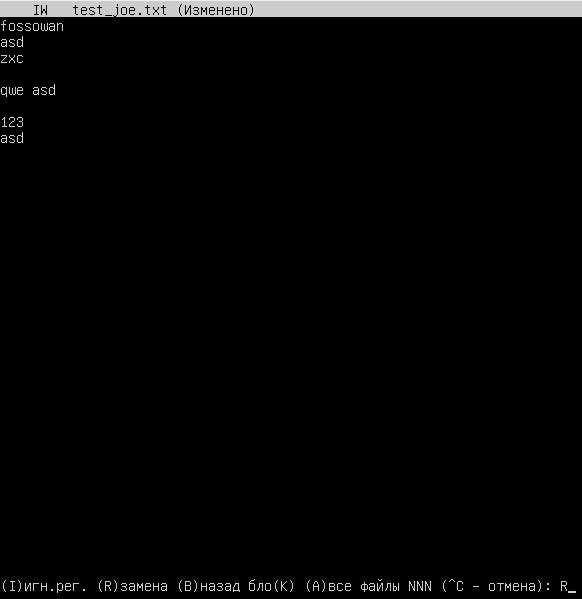 IW test_joe.txt (Изменено)
fossowan
asd
zxc
qwe asd
123
asd
(I)игн.рег. (R)замена (B)назад бло(K) (A)все файлы NNN (^C - отмена): R_